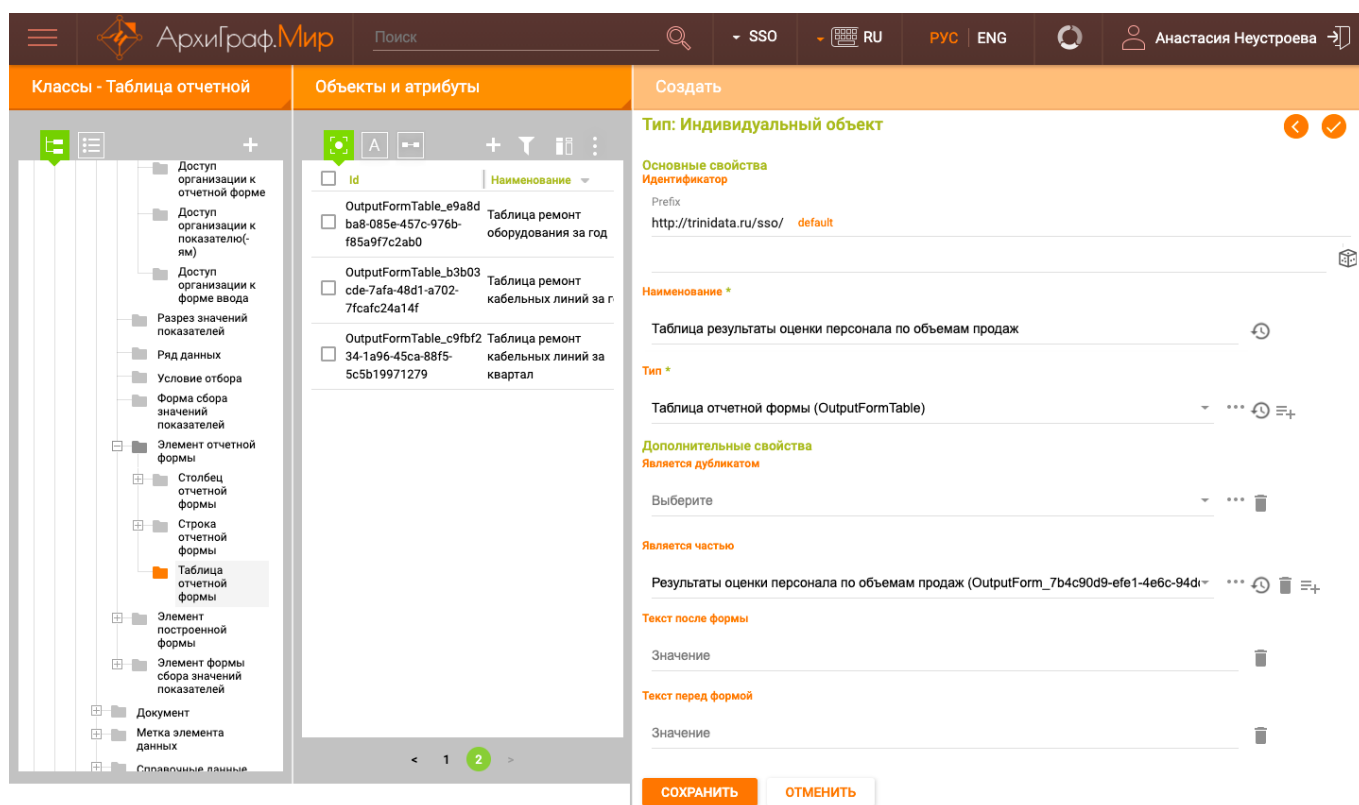 АрхиГраф.Мир
Поиск
SSO
RU
РУС | ENG
Анастасия Неустроева
Классы - Таблица отчетной
Доступ
организации к
отчетной форме
Доступ
организации к
показателю(-
ям)
Доступ
организации к
форме ввода
Разрез значений
показателей
Ряд данных
Условие отбора
Форма сбора
значений
показателей
Элемент отчетной
формы
Столбец
отчетной
формы
Строка
отчетной
формы
Таблица
отчетной
формы
Элемент
построенной
формы
Элемент формы
сбора значений
показателей
Документ
Метка элемента
данных
Справочные данные
Объекты и атрибуты
A
Id
Наименование
OutputFormTable_e9a8d
ba8-085e-457c-976b-
f85a9f7c2ab0
Таблица ремонт
оборудования за год
OutputFormTable_b3b03
cde-7afa-48d1-a702-
7fcafc24a14f
Таблица ремонт
кабельных линий за г
OutputFormTable_c9fbf2
34-1a96-45ca-88f5-
5c5b19971279
Таблица ремонт
кабельных линий за
квартал
< 1 2 >
Создать
Тип: Индивидуальный объект
Основные свойства
Идентификатор
Prefix
http://trinidata.ru/sso/ default
Наименование *
Таблица результаты оценки персонала по объемам продаж
Тип *
Таблица отчетной формы (OutputFormTable)
Дополнительные свойства
Является дубликатом
Выберите
Является частью
Результаты оценки персонала по объемам продаж (OutputForm_7b4c90d9-efe1-4e6c-94d
Текст после формы
Значение
Текст перед формой
Значение
СОХРАНИТЬ
ОТМЕНИТЬ